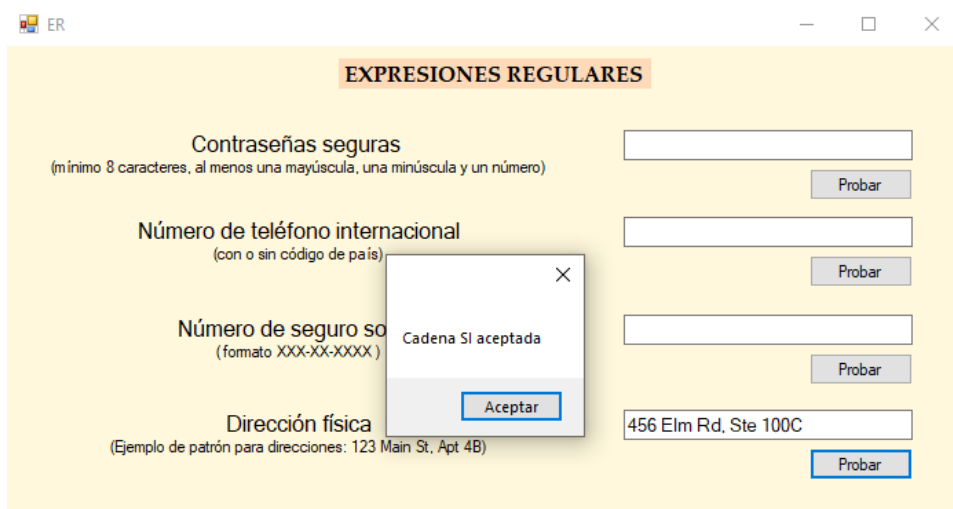 ER
EXPRESIONES REGULARES
Contraseñas seguras
(mínimo 8 caracteres, al menos una mayúscula, una minúscula y un número)
Probar
Número de teléfono internacional
(con o sin código de país)
Probar
Número de seguro so
(formato XXX-XX-XXXX )
Probar
Cadena SI aceptada
Aceptar
Dirección física
456 Elm Rd, Ste 100C
(Ejemplo de patrón para direcciones: 123 Main St, Apt 4B)
Probar